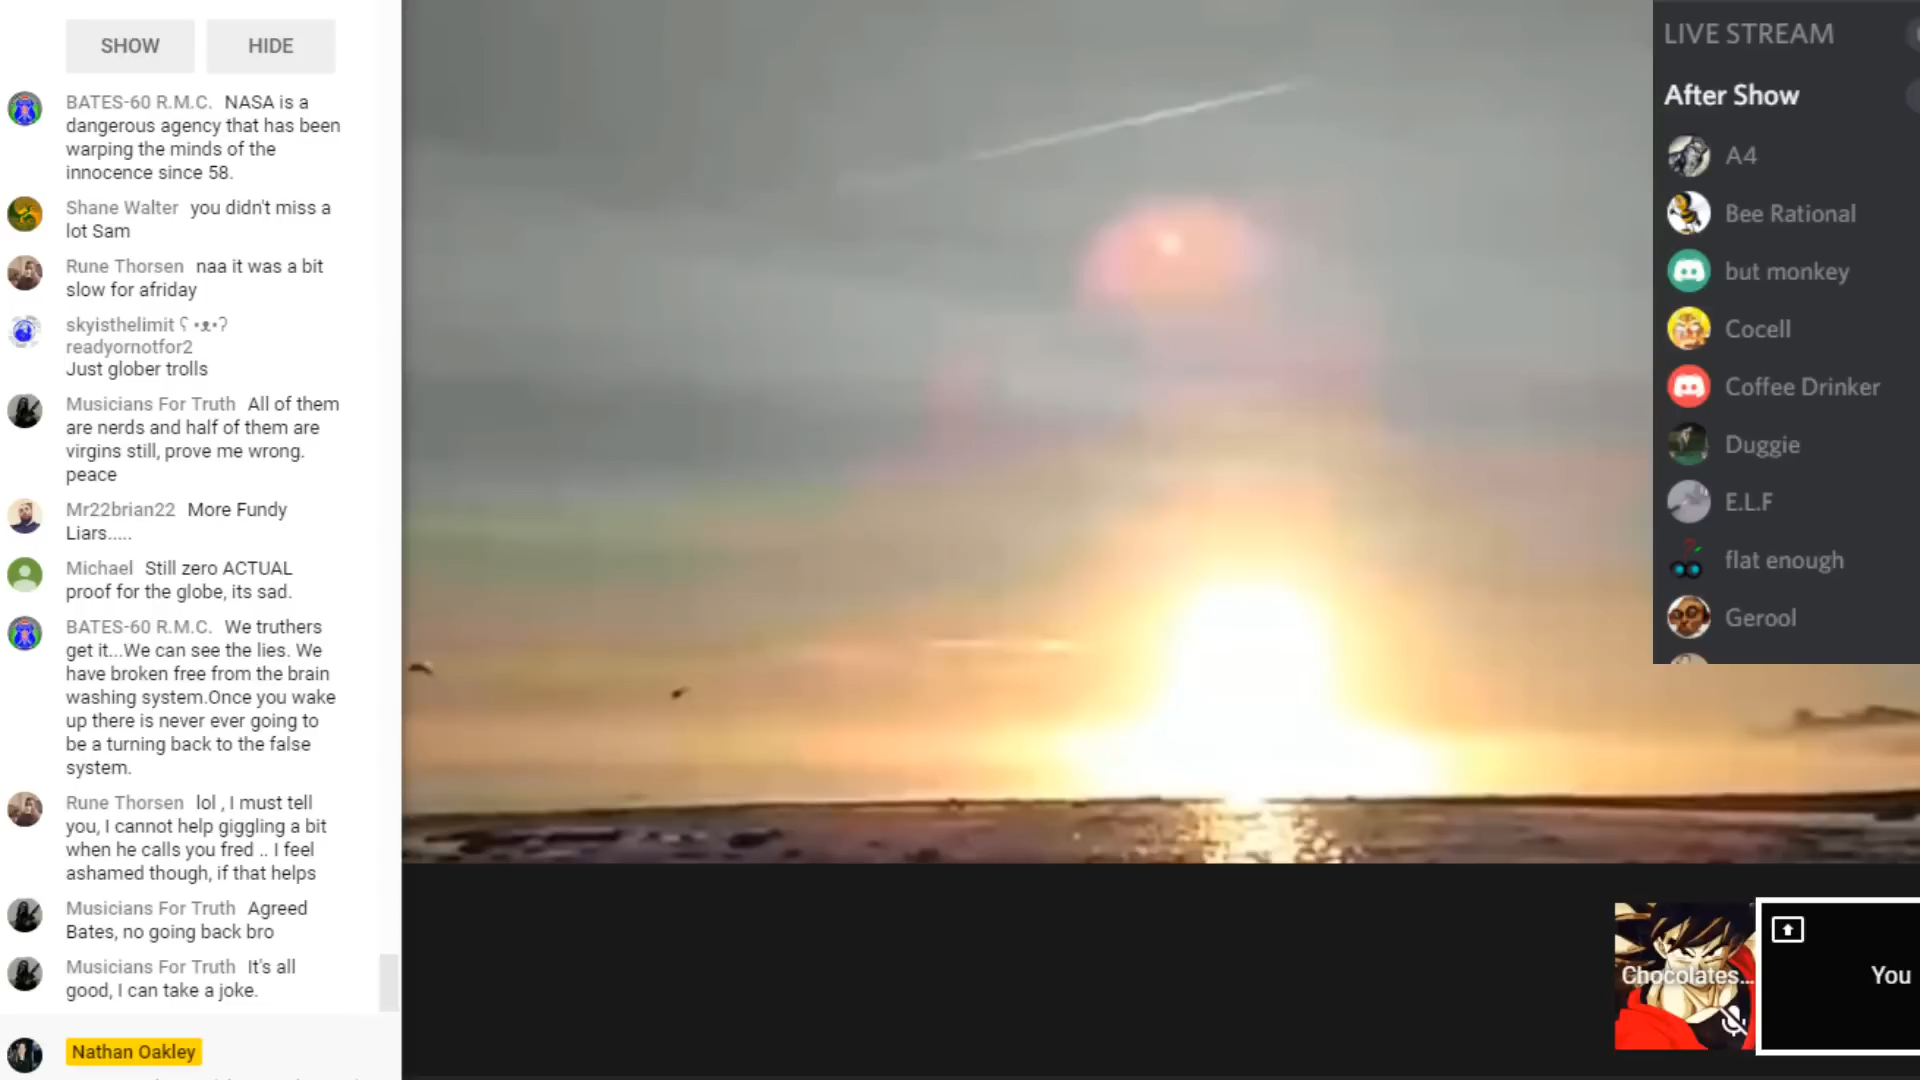 SHOW
HIDE
BATES-60 R.M.C. NASA is a
dangerous agency that has been
warping the minds of the
innocence since 58.
Shane Walter you didn't miss a
lot Sam
Rune Thorsen naa it was a bit
slow for afriday
skyisthelimit ʕ •ᴥ•ʔ
readyornotfor2
Just glober trolls
Musicians For Truth All of them
are nerds and half of them are
virgins still, prove me wrong.
peace
Mr22brian22 More Fundy
Liars.....
Michael Still zero ACTUAL
proof for the globe, its sad.
BATES-60 R.M.C. We truthers
get it...We can see the lies. We
have broken free from the brain
washing system.Once you wake
up there is never ever going to
be a turning back to the false
system.
Rune Thorsen lol , I must tell
you, I cannot help giggling a bit
when he calls you fred .. I feel
ashamed though, if that helps
Musicians For Truth Agreed
Bates, no going back bro
Musicians For Truth It's all
good, I can take a joke.
Nathan Oakley
LIVE STREAM
After Show
A4
Bee Rational
but monkey
Cocell
Coffee Drinker
Duggie
E.L.F
flat enough
Gerool
Chocolates...
You